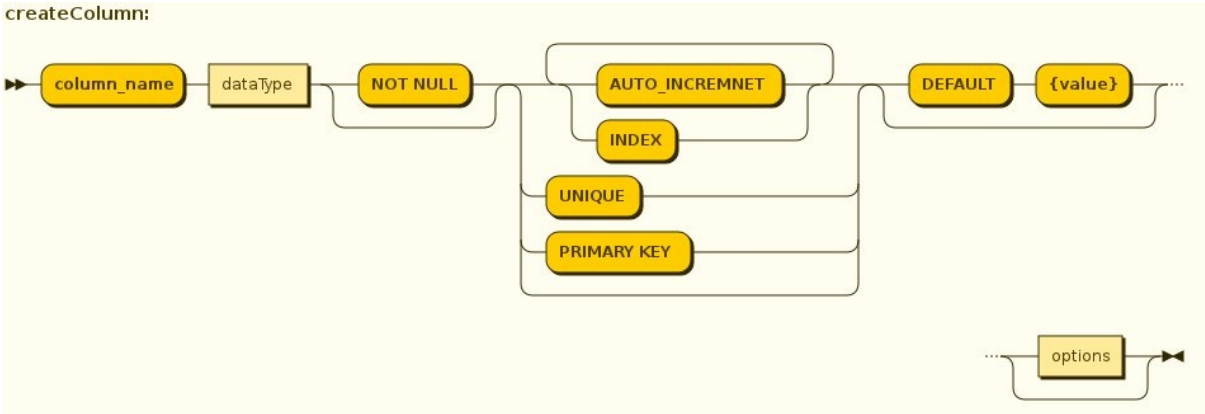 createColumn:
column_name dataType NOT NULL AUTO_INCREMNET DEFAULT {value}
INDEX
UNIQUE
PRIMARY KEY
options